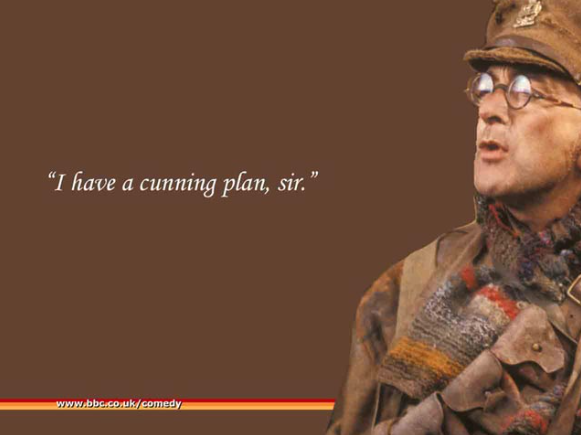 “I have a cunning plan, sir.”
www.bbc.co.uk/comedy